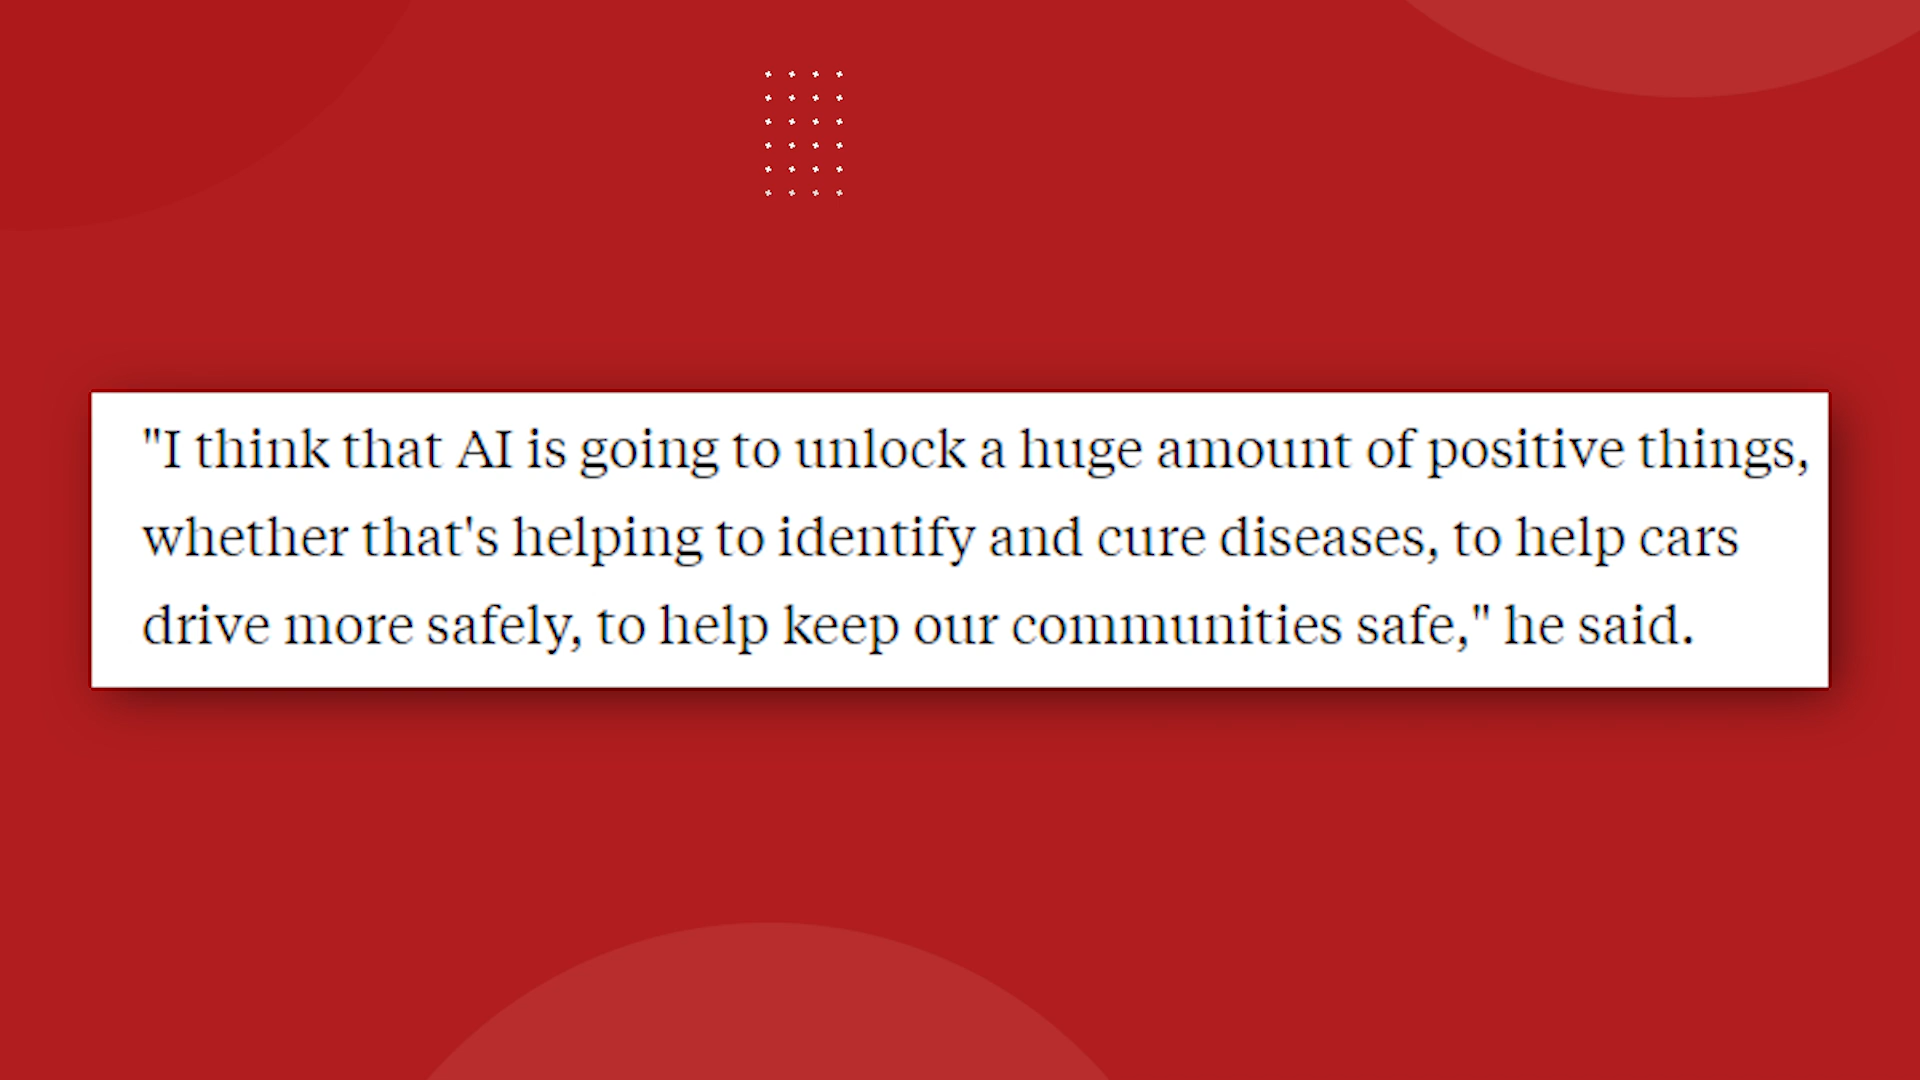 "I think that AI is going to unlock a huge amount of positive things,
whether that's helping to identify and cure diseases, to help cars
drive more safely, to help keep our communities safe," he said.